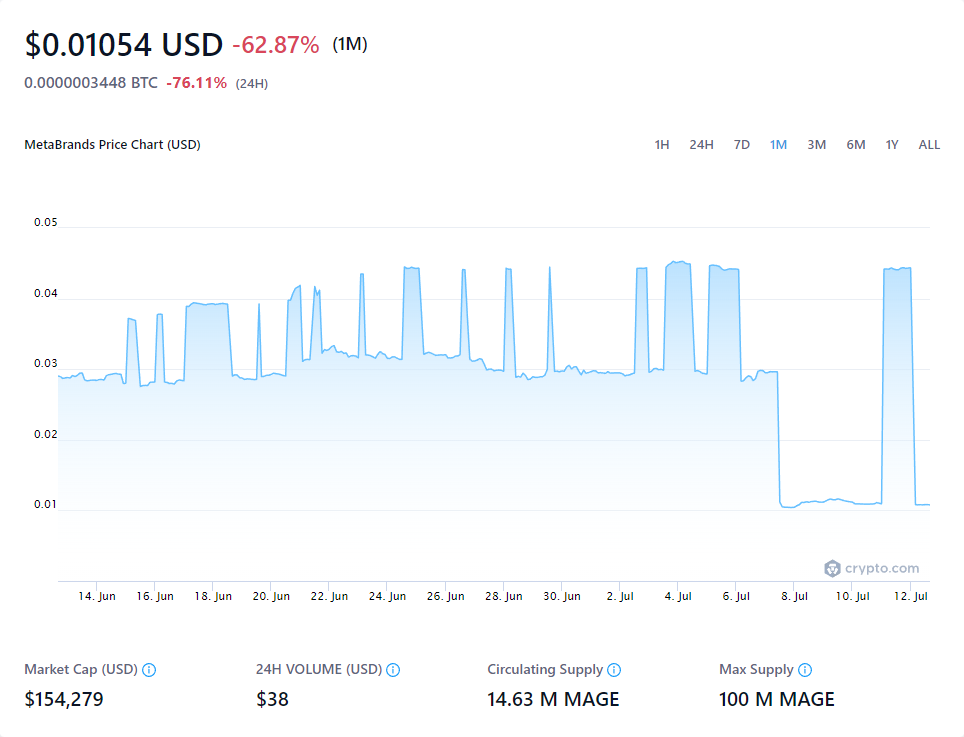 $0.01054 USD -62.87% (1M)
0.0000003448 BTC -76.11% (24H)
MetaBrands Price Chart (USD) 1H 24H 7D 1M 3M 6M 1Y ALL
0.05
0.04
0.03
0.02
0.01
crypto.com
14. Jun 16. Jun 18. Jun 20. Jun 22. Jun 24. Jun 26. Jun 28. Jun 30. Jun 2. Jul 4. Jul 6. Jul 8. Jul 10. Jul 12. Jul
Market Cap (USD) 24H VOLUME (USD) Circulating Supply Max Supply
$154,279 $38 14.63 M MAGE 100 M MAGE